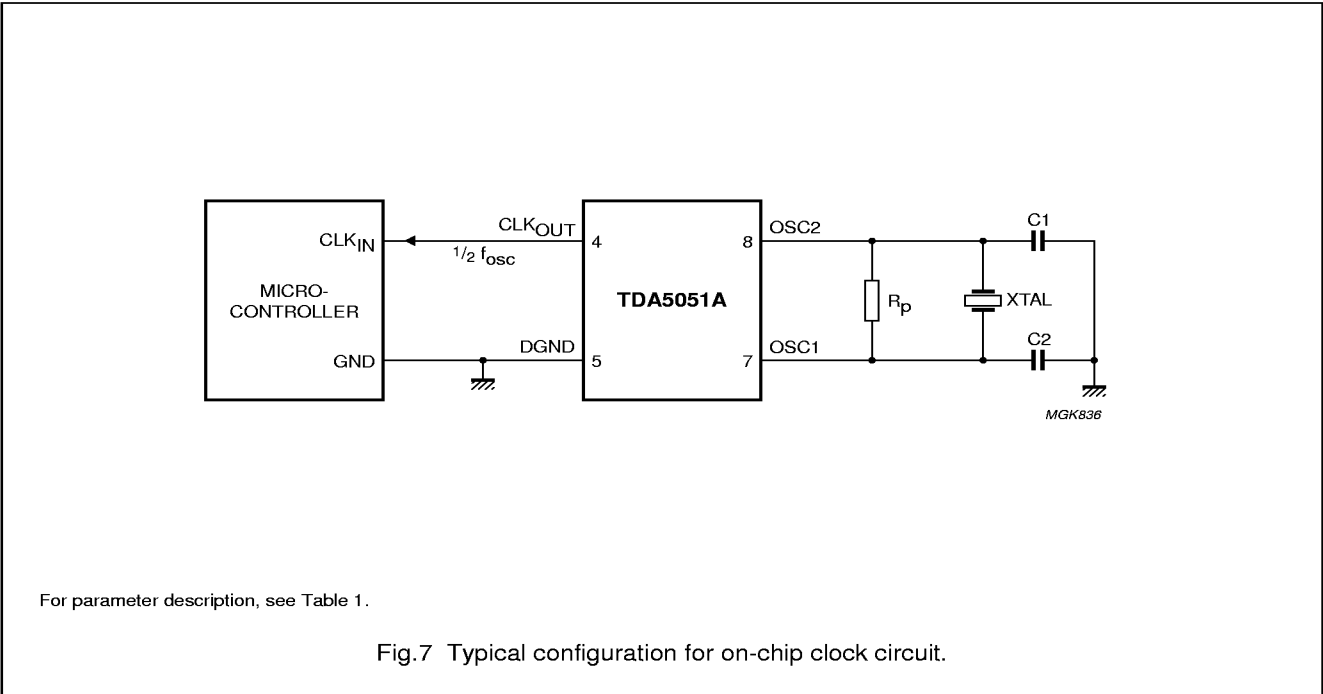 CLKIN
MICRO-
CONTROLLER
GND
CLKOUT
1/2 fosc
DGND
4
5
TDA5051A
8
7
OSC2
OSC1
Rp
XTAL
C1
C2
MGK836
For parameter description, see Table 1.
Fig.7 Typical configuration for on-chip clock circuit.